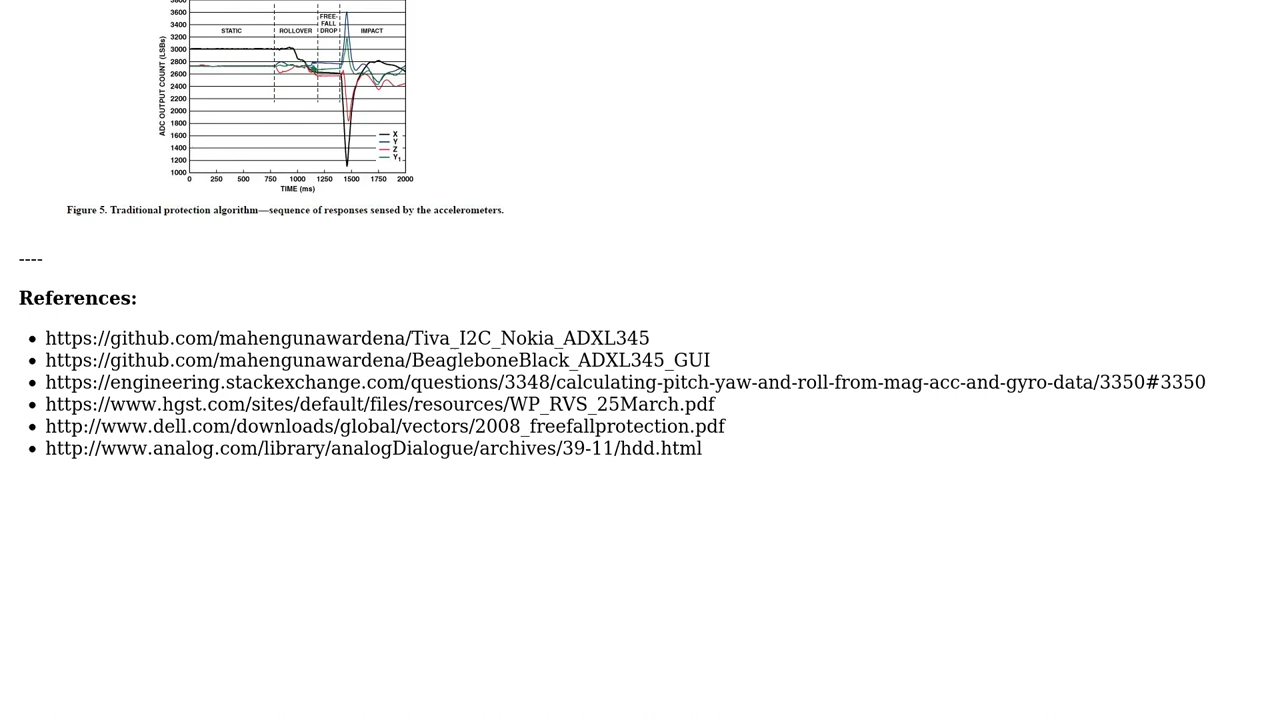 3800
3600
3400
3200
3000
2800
2600
2400
2200
2000
1800
1600
1400
1200
1000
ADC OUTPUT COUNT (LSBs)
STATIC
ROLLOVER
FREE-
FALL
DROP
IMPACT
X
Y
Z
Y1
0 250 500 750 1000 1250 1500 1750 2000
TIME (ms)
Figure 5. Traditional protection algorithm—sequence of responses sensed by the accelerometers.
----
References:
• https://github.com/mahengunawardena/Tiva_I2C_Nokia_ADXL345
• https://github.com/mahengunawardena/BeagleboneBlack_ADXL345_GUI
• https://engineering.stackexchange.com/questions/3348/calculating-pitch-yaw-and-roll-from-mag-acc-and-gyro-data/3350#3350
• https://www.hgst.com/sites/default/files/resources/WP_RVS_25March.pdf
• http://www.dell.com/downloads/global/vectors/2008_freefallprotection.pdf
• http://www.analog.com/library/analogDialogue/archives/39-11/hdd.html